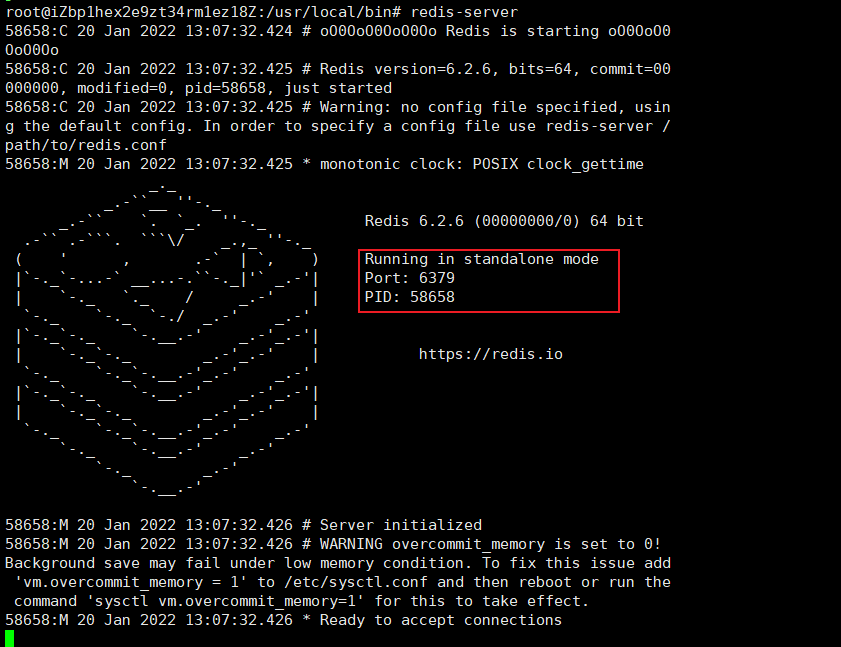 root@iZbp1hex2e9zt34rm1ez18Z:/usr/local/bin# redis-server
58658:C 20 Jan 2022 13:07:32.424 # oO0OoO0OoO0Oo Redis is starting oO0OoO0
OoO0Oo
58658:C 20 Jan 2022 13:07:32.425 # Redis version=6.2.6, bits=64, commit=00
000000, modified=0, pid=58658, just started
58658:C 20 Jan 2022 13:07:32.425 # Warning: no config file specified, usin
g the default config. In order to specify a config file use redis-server /
path/to/redis.conf
58658:M 20 Jan 2022 13:07:32.425 * monotonic clock: POSIX clock_gettime
Redis 6.2.6 (00000000/0) 64 bit
Running in standalone mode
Port: 6379
PID: 58658
https://redis.io
58658:M 20 Jan 2022 13:07:32.426 # Server initialized
58658:M 20 Jan 2022 13:07:32.426 # WARNING overcommit_memory is set to 0!
Background save may fail under low memory condition. To fix this issue add
 'vm.overcommit_memory = 1' to /etc/sysctl.conf and then reboot or run the
 command 'sysctl vm.overcommit_memory=1' for this to take effect.
58658:M 20 Jan 2022 13:07:32.426 * Ready to accept connections